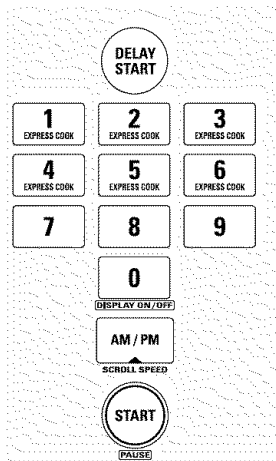 DELAY
START
1 2 3
EXPRESS COOK EXPRESS COOK EXPRESS COOK
4 5 6
EXPRESS COOK EXPRESS COOK EXPRESS COOK
7 8 9
0
DISPLAY ON/OFF
AM / PM
SCROLL SPEED
START
PAUSE